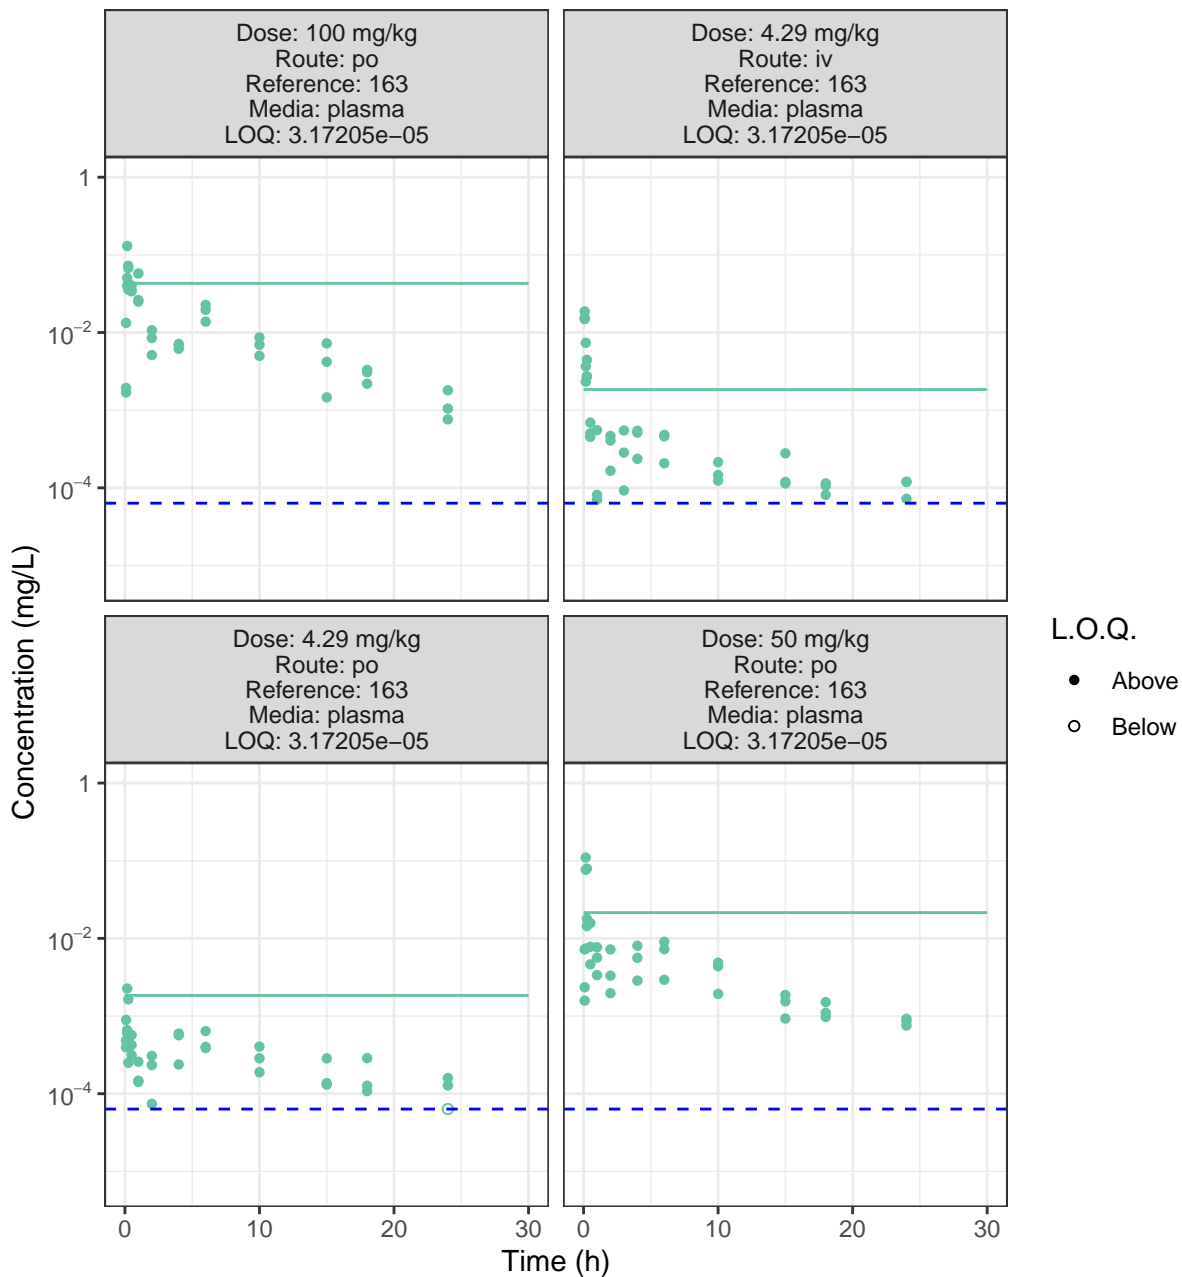 Dose: 100 mg/kg
Route: po
Reference: 163
Media: plasma
LOQ: 3.17205e−05
Dose: 4.29 mg/kg
Route: iv
Reference: 163
Media: plasma
LOQ: 3.17205e−05
1
10⁻²
10⁻⁴
Concentration (mg/L)
Dose: 4.29 mg/kg
Route: po
Reference: 163
Media: plasma
LOQ: 3.17205e−05
Dose: 50 mg/kg
Route: po
Reference: 163
Media: plasma
LOQ: 3.17205e−05
1
10⁻²
10⁻⁴
0 10 20 30
0 10 20 30
Time (h)
L.O.Q.
Above
Below